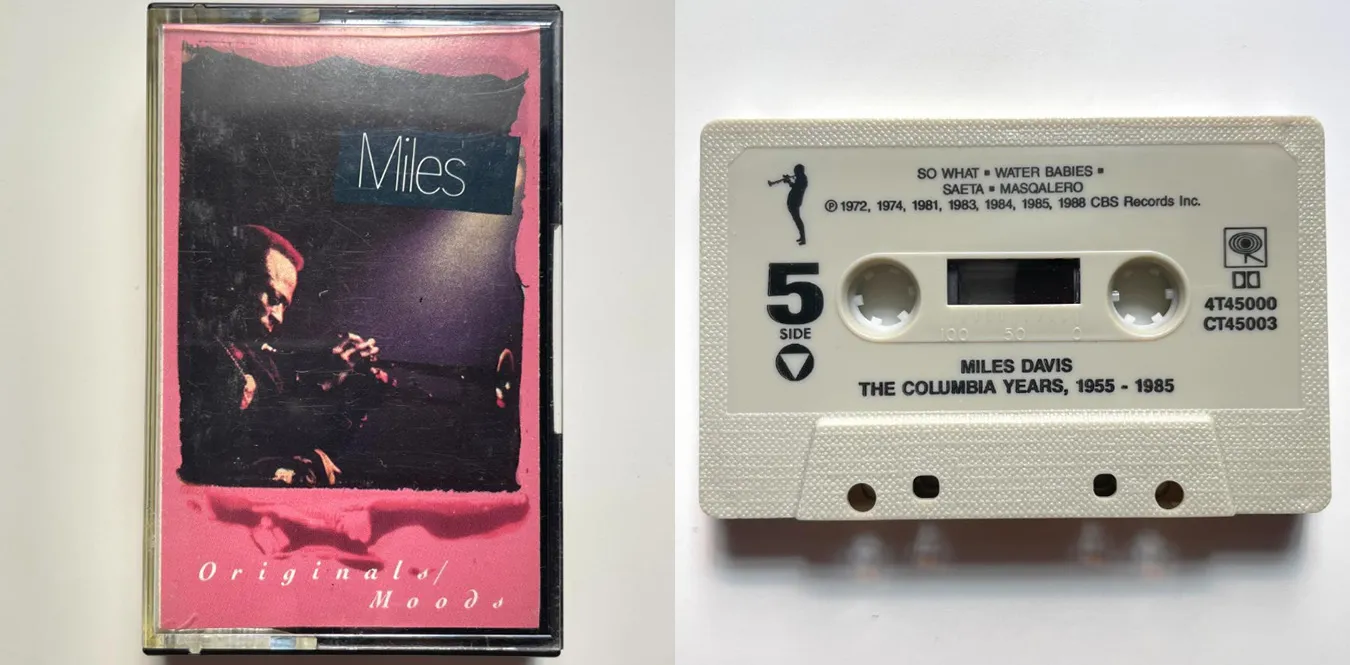 Miles
Originals/
Moods
SO WHAT ▪ WATER BABIES ▪
SAETA ▪ MASQALERO
℗ 1972, 1974, 1981, 1983, 1984, 1985, 1988 CBS Records Inc.
5
SIDE
4T45000
CT45003
100 50 0
MILES DAVIS
THE COLUMBIA YEARS, 1955 - 1985